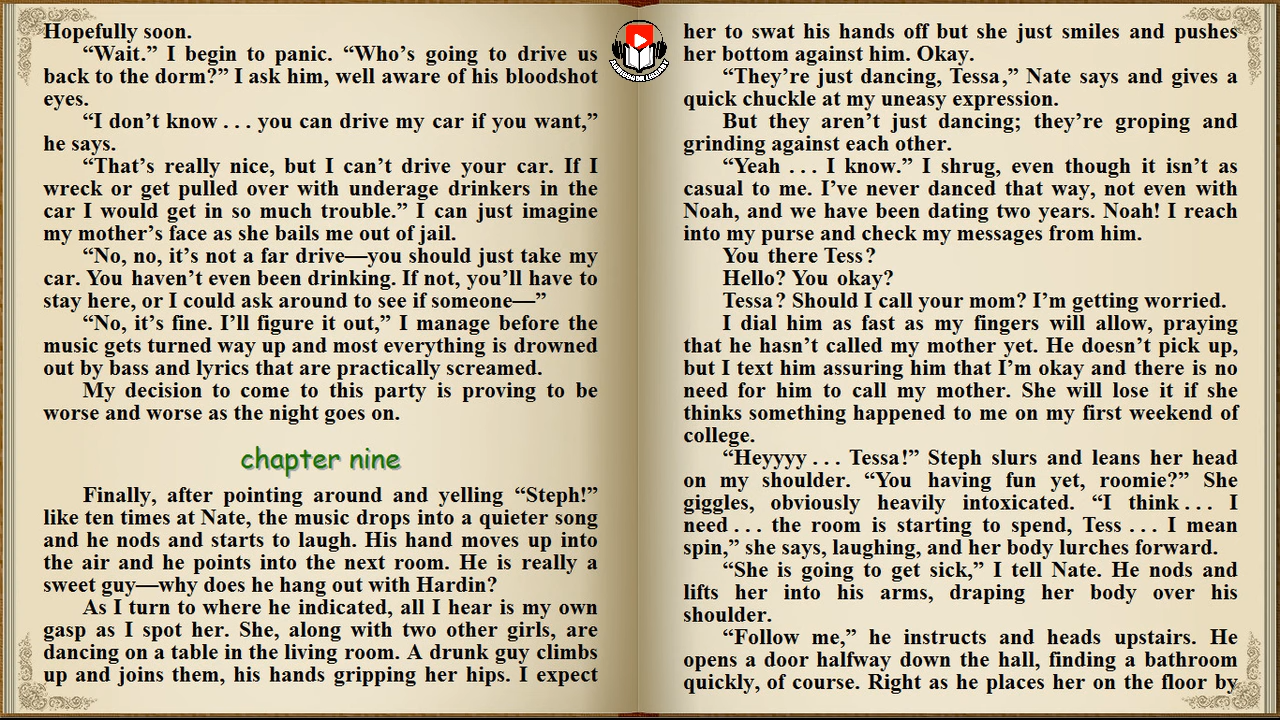 Hopefully soon.
“Wait.” I begin to panic. “Who’s going to drive us
back to the dorm?” I ask him, well aware of his bloodshot
eyes.
“I don’t know . . . you can drive my car if you want,”
he says.
“That’s really nice, but I can’t drive your car. If I
wreck or get pulled over with underage drinkers in the
car I would get in so much trouble.” I can just imagine
my mother’s face as she bails me out of jail.
“No, no, it’s not a far drive—you should just take my
car. You haven’t even been drinking. If not, you’ll have to
stay here, or I could ask around to see if someone—”
“No, it’s fine. I’ll figure it out,” I manage before the
music gets turned way up and most everything is drowned
out by bass and lyrics that are practically screamed.
My decision to come to this party is proving to be
worse and worse as the night goes on.
chapter nine
Finally, after pointing around and yelling “Steph!”
like ten times at Nate, the music drops into a quieter song
and he nods and starts to laugh. His hand moves up into
the air and he points into the next room. He is really a
sweet guy—why does he hang out with Hardin?
As I turn to where he indicated, all I hear is my own
gasp as I spot her. She, along with two other girls, are
dancing on a table in the living room. A drunk guy climbs
up and joins them, his hands gripping her hips. I expect
her to swat his hands off but she just smiles and pushes
her bottom against him. Okay.
“They’re just dancing, Tessa,” Nate says and gives a
quick chuckle at my uneasy expression.
But they aren’t just dancing; they’re groping and
grinding against each other.
“Yeah . . . I know.” I shrug, even though it isn’t as
casual to me. I’ve never danced that way, not even with
Noah, and we have been dating two years. Noah! I reach
into my purse and check my messages from him.
You there Tess?
Hello? You okay?
Tessa? Should I call your mom? I’m getting worried.
I dial him as fast as my fingers will allow, praying
that he hasn’t called my mother yet. He doesn’t pick up,
but I text him assuring him that I’m okay and there is no
need for him to call my mother. She will lose it if she
thinks something happened to me on my first weekend of
college.
“Heyyyy . . . Tessa!” Steph slurs and leans her head
on my shoulder. “You having fun yet, roomie?” She
giggles, obviously heavily intoxicated. “I think . . . I
need . . . the room is starting to spend, Tess . . . I mean
spin,” she says, laughing, and her body lurches forward.
“She is going to get sick,” I tell Nate. He nods and
lifts her into his arms, draping her body over his
shoulder.
“Follow me,” he instructs and heads upstairs. He
opens a door halfway down the hall, finding a bathroom
quickly, of course. Right as he places her on the floor by